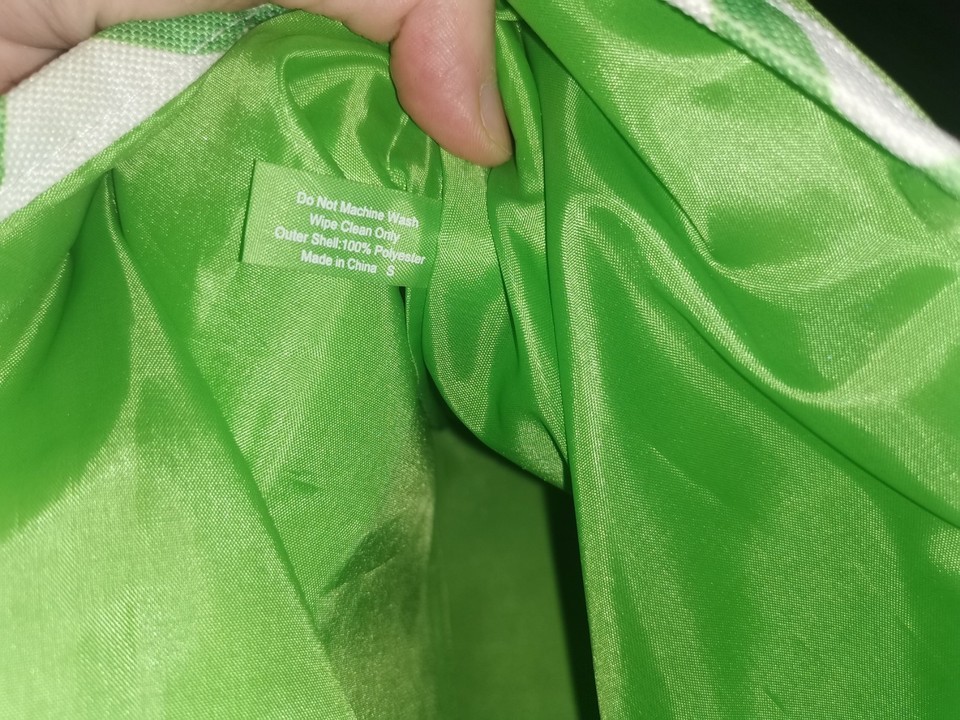 Do Not Machine Wash
Wipe Clean Only
Outer Shell:100% Polyester
Made in China S